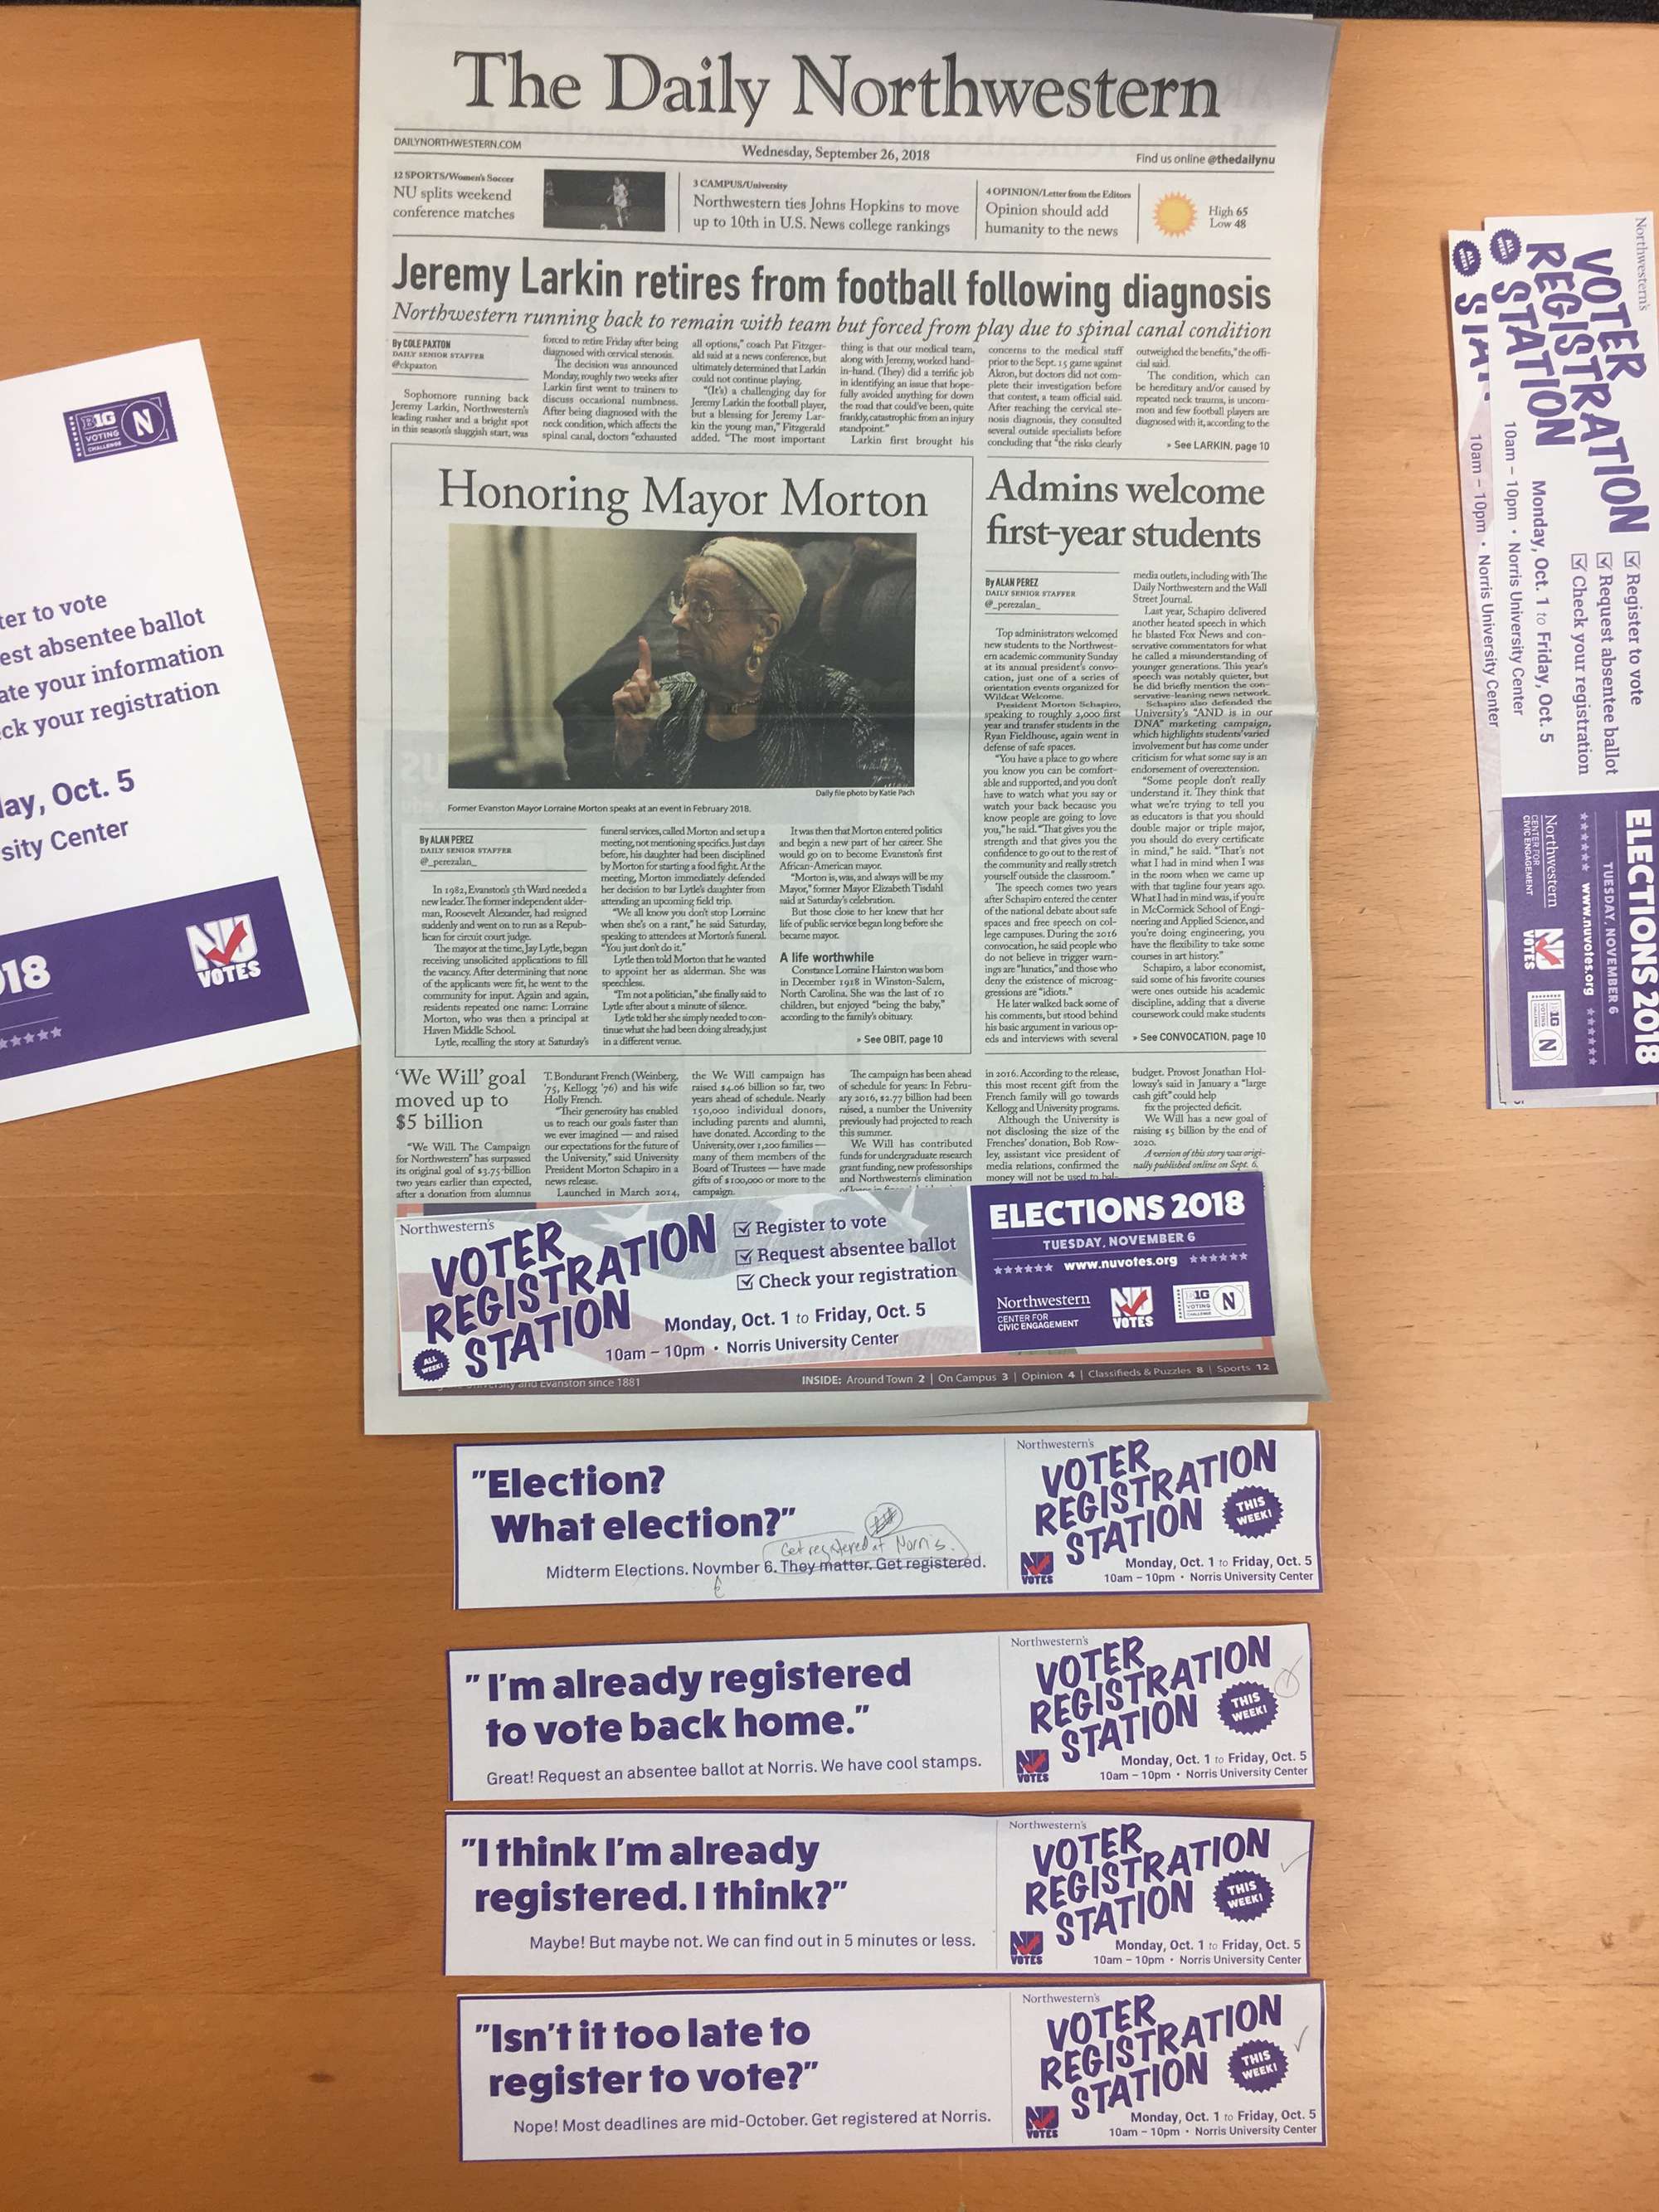 The Daily Northwestern
DAILYNORTHWESTERN.COM
Wednesday, September 26, 2018
Find us online @thedailynu
12 SPORTS/Women's Soccer
NU splits weekend
conference matches
3 CAMPUS/University
Northwestern ties Johns Hopkins to move
up to 10th in U.S. News college rankings
4 OPINION/Letter from the Editors
Opinion should add
humanity to the news
High 65
Low 48
Jeremy Larkin retires from football following diagnosis
Northwestern running back to remain with team but forced from play due to spinal canal condition
By COLE PAXTON
DAILY SENIOR STAFFER
@ckpaxton
Sophomore running back
Jeremy Larkin, Northwestern's
leading rusher and a bright spot
in this season's sluggish start, was
forced to retire Friday after being
diagnosed with cervical stenosis.
The decision was announced
Monday, roughly two weeks after
Larkin first went to trainers to
discuss occasional numbness.
After being diagnosed with the
neck condition, which affects the
spinal canal, doctors "exhausted
all options," coach Pat Fitzger-
ald said at a news conference, but
ultimately determined that Larkin
could not continue playing.
"(It's) a challenging day for
Jeremy Larkin the football player,
but a blessing for Jeremy Lar-
kin the young man," Fitzgerald
added. "The most important
thing is that our medical team,
along with Jeremy, worked hand-
in-hand. (They) did a terrific job
in identifying an issue that hope-
fully avoided anything for down
the road that could've been, quite
frankly, catastrophic from an injury
standpoint."
Larkin first brought his
concerns to the medical staff
prior to the Sept. 15 game against
Akron, but doctors did not com-
plete their investigation before
that contest, a team official said.
After reaching the cervical ste-
nosis diagnosis, they consulted
several outside specialists before
concluding that "the risks clearly
outweighed the benefits," the offi-
cial said.
The condition, which can
be hereditary and/or caused by
repeated neck trauma, is uncom-
mon and few football players are
diagnosed with it, according to the
» See LARKIN, page 10
Honoring Mayor Morton
Daily file photo by Katie Pach
Former Evanston Mayor Lorraine Morton speaks at an event in February 2018.
By ALAN PEREZ
DAILY SENIOR STAFFER
@_perezalan_
In 1982, Evanston's 5th Ward needed a
new leader. The former independent alder-
man, Roosevelt Alexander, had resigned
suddenly and went on to run as a Repub-
lican for circuit court judge.
The mayor at the time, Jay Lytle, began
receiving unsolicited applications to fill
the vacancy. After determining that none
of the applicants were fit, he went to the
community for input. Again and again,
residents repeated one name: Lorraine
Morton, who was then a principal at
Haven Middle School.
Lytle, recalling the story at Saturday's
funeral services, called Morton and set up a
meeting, not mentioning specifics. Just days
before, his daughter had been disciplined
by Morton for starting a food fight. At the
meeting, Morton immediately defended
her decision to bar Lytle's daughter from
attending an upcoming field trip.
"We all know you don't stop Lorraine
when she's on a rant," he said Saturday,
speaking to attendees at Morton's funeral.
"You just don't do it."
Lytle then told Morton that he wanted
to appoint her as alderman. She was
speechless.
"I'm not a politician," she finally said to
Lytle after about a minute of silence.
Lytle told her she simply needed to con-
tinue what she had been doing already, just
in a different venue.
It was then that Morton entered politics
and begin a new part of her career. She
would go on to become Evanston's first
African-American mayor.
"Morton is, was, and always will be my
Mayor," former Mayor Elizabeth Tisdahl
said at Saturday's celebration.
But those close to her knew that her
life of public service began long before she
became mayor.
A life worthwhile
Constance Lorraine Hairston was born
in December 1918 in Winston-Salem,
North Carolina. She was the last of 10
children, but enjoyed "being the baby,"
according to the family's obituary.
» See OBIT, page 10
Admins welcome
first-year students
By ALAN PEREZ
DAILY SENIOR STAFFER
@_perezalan_
Top administrators welcomed
new students to the Northwest-
ern academic community Sunday
at its annual president's convo-
cation, just one of a series of
orientation events organized for
Wildcat Welcome.
President Morton Schapiro,
speaking to roughly 2,000 first
year and transfer students in the
Ryan Fieldhouse, again went in
defense of safe spaces.
"You have a place to go where
you know you can be comfort-
able and supported, and you don't
have to watch what you say or
watch your back because you
know people are going to love
you," he said. "That gives you the
strength and that gives you the
confidence to go out to the rest of
the community and really stretch
yourself outside the classroom."
The speech comes two years
after Schapiro entered the center
of the national debate about safe
spaces and free speech on col-
lege campuses. During the 2016
convocation, he said people who
do not believe in trigger warn-
ings are "lunatics," and those who
deny the existence of microag-
gressions are "idiots."
He later walked back some of
his comments, but stood behind
his basic argument in various op-
eds and interviews with several
media outlets, including with The
Daily Northwestern and the Wall
Street Journal.
Last year, Schapiro delivered
another heated speech in which
he blasted Fox News and con-
servative commentators for what
he called a misunderstanding of
younger generations. This year's
speech was notably quieter, but
he did briefly mention the con-
servative-leaning news network.
Schapiro also defended the
University's "AND is in our
DNA" marketing campaign,
which highlights students' varied
involvement but has come under
criticism for what some say is an
endorsement of overextension.
"Some people don't really
understand it. They think that
what we're trying to tell you
as educators is that you should
double major or triple major,
you should do every certificate
in mind," he said. "That's not
what I had in mind when I was
in the room when we came up
with that tagline four years ago.
What I had in mind was, if you're
in McCormick School of Engi-
neering and Applied Science, and
you're doing engineering, you
have the flexibility to take some
courses in art history."
Schapiro, a labor economist,
said some of his favorite courses
were ones outside his academic
discipline, adding that a diverse
coursework could make students
» See CONVOCATION, page 10
'We Will' goal
moved up to
$5 billion
"We Will. The Campaign
for Northwestern" has surpassed
its original goal of $3.75 billion
two years earlier than expected,
after a donation from alumnus
T. Bondurant French (Weinberg
'75, Kellogg '76) and his wife
Holly French.
"Their generosity has enabled
us to reach our goals faster than
we ever imagined — and raised
our expectations for the future of
the University," said University
President Morton Schapiro in a
news release.
Launched in March 2014,
the We Will campaign has
raised $4.06 billion so far, two
years ahead of schedule. Nearly
150,000 individual donors,
including parents and alumni,
have donated. According to the
University, over 1,200 families —
many of them members of the
Board of Trustees — have made
gifts of $100,000 or more to the
campaign.
The campaign has been ahead
of schedule for years: In Febru-
ary 2016, $2.77 billion had been
raised, a number the University
previously had projected to reach
this summer.
We Will has contributed
funds for undergraduate research
grant funding, new professorships
and Northwestern's elimination
in 2016. According to the release,
this most recent gift from the
French family will go towards
Kellogg and University programs.
Although the University is
not disclosing the size of the
Frenches' donation, Bob Row-
ley, assistant vice president of
media relations, confirmed the
money will not be used to bal-
budget. Provost Jonathan Hol-
loway's said in January a "large
cash gift" could help
fix the projected deficit.
We Will has a new goal of
raising $5 billion by the end of
2020.
A version of this story was origi-
nally published online on Sept. 6.
Northwestern's
VOTER
REGISTRATION
STATION
ALL WEEK!
Register to vote
Request absentee ballot
Check your registration
Monday, Oct. 1 to Friday, Oct. 5
10am – 10pm • Norris University Center
ELECTIONS 2018
TUESDAY, NOVEMBER 6
www.nuvotes.org
Northwestern
CENTER FOR
CIVIC ENGAGEMENT
NU
VOTES
B1G
VOTING
CHALLENGE
N
and Evanston since 1881
INSIDE: Around Town 2 | On Campus 3 | Opinion 4 | Classifieds & Puzzles 8 | Sports 12
"Election?
What election?"
Get registered at Norris.
Midterm Elections. Novmber 6. They matter. Get registered.
e
Northwestern's
VOTER
REGISTRATION
STATION
THIS
WEEK!
NU
VOTES
Monday, Oct. 1 to Friday, Oct. 5
10am – 10pm • Norris University Center
"I'm already registered
to vote back home."
Great! Request an absentee ballot at Norris. We have cool stamps.
Northwestern's
VOTER
REGISTRATION
STATION
THIS
WEEK!
NU
VOTES
Monday, Oct. 1 to Friday, Oct. 5
10am – 10pm • Norris University Center
"I think I'm already
registered. I think?"
Maybe! But maybe not. We can find out in 5 minutes or less.
Northwestern's
VOTER
REGISTRATION
STATION
THIS
WEEK!
NU
VOTES
Monday, Oct. 1 to Friday, Oct. 5
10am – 10pm • Norris University Center
"Isn't it too late to
register to vote?"
Nope! Most deadlines are mid-October. Get registered at Norris.
Northwestern's
VOTER
REGISTRATION
STATION
THIS
WEEK!
NU
VOTES
Monday, Oct. 1 to Friday, Oct. 5
10am – 10pm • Norris University Center
B1G
VOTING
CHALLENGE
N
ter to vote
est absentee ballot
ate your information
ck your registration
ay, Oct. 5
sity Center
018
NU
VOTES
Northwestern's
VOTER
REGISTRATION
STATION
ALL WEEK!
Register to vote
Request absentee ballot
Check your registration
Monday, Oct. 1 to Friday, Oct. 5
10am – 10pm • Norris University Center
ELECTIONS 2018
TUESDAY, NOVEMBER 6
www.nuvotes.org
Northwestern
CENTER FOR
CIVIC ENGAGEMENT
NU
VOTES
B1G
VOTING
CHALLENGE
N
ALL WEEK!
10am – 10pm • Norris University Center